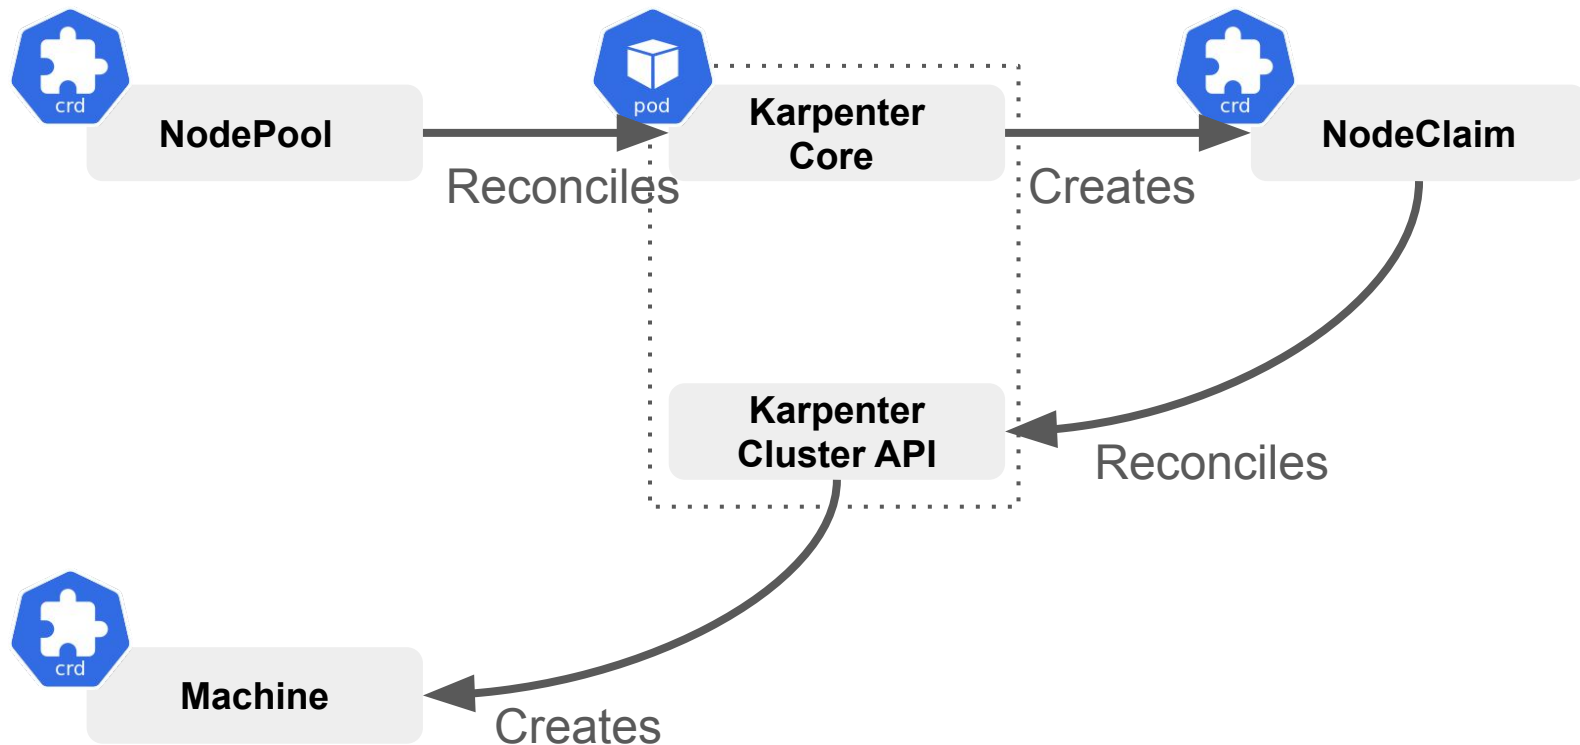 crd
NodePool
Reconciles
pod
Karpenter
Core
Creates
crd
NodeClaim
Karpenter
Cluster API
Reconciles
crd
Machine
Creates